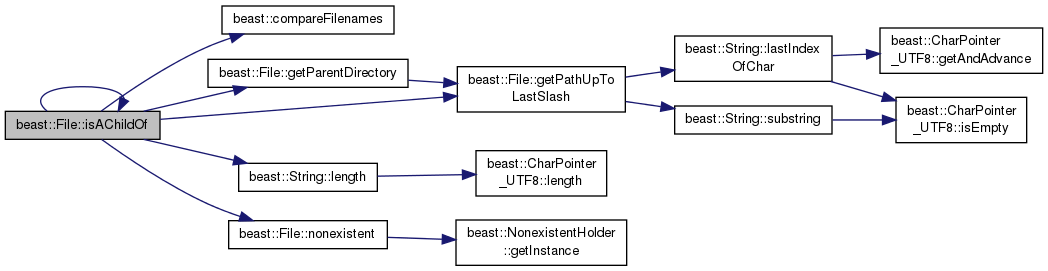 beast::compareFilenames
beast::File::getParentDirectory
beast::File::isAChildOf
beast::File::getPathUpTo
LastSlash
beast::String::lastIndex
OfChar
beast::CharPointer
_UTF8::getAndAdvance
beast::String::substring
beast::CharPointer
_UTF8::isEmpty
beast::String::length
beast::CharPointer
_UTF8::length
beast::File::nonexistent
beast::NonexistentHolder
::getInstance